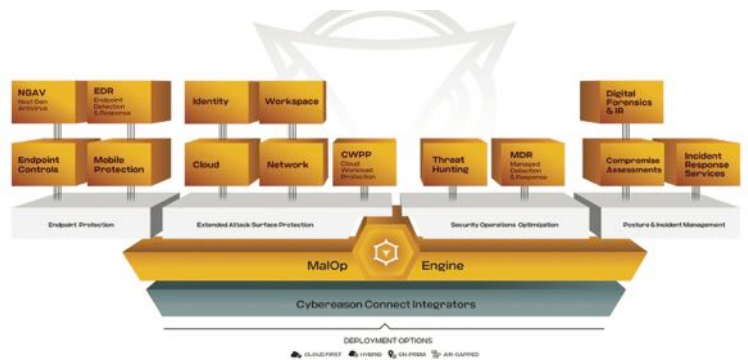 NGAV
Next Gen
Antivirus
EDR
Endpoint
Detection
& Response
Endpoint
Controls
Mobile
Protection
Endpoint Protection
Identity
Workspace
Cloud
Network
CWPP
Cloud
Workload
Protection
Extended Attack Surface Protection
Threat
Hunting
MDR
Managed
Detection
& Response
Security Operations Optimization
Digital
Forensics
& IR
Compromise
Assessments
Incident
Response
Services
Posture & Incident Management
MalOp Engine
Cybereason Connect Integrators
DEPLOYMENT OPTIONS
CLOUD FIRST HYBRID ON-PREM AIR-GAPPED